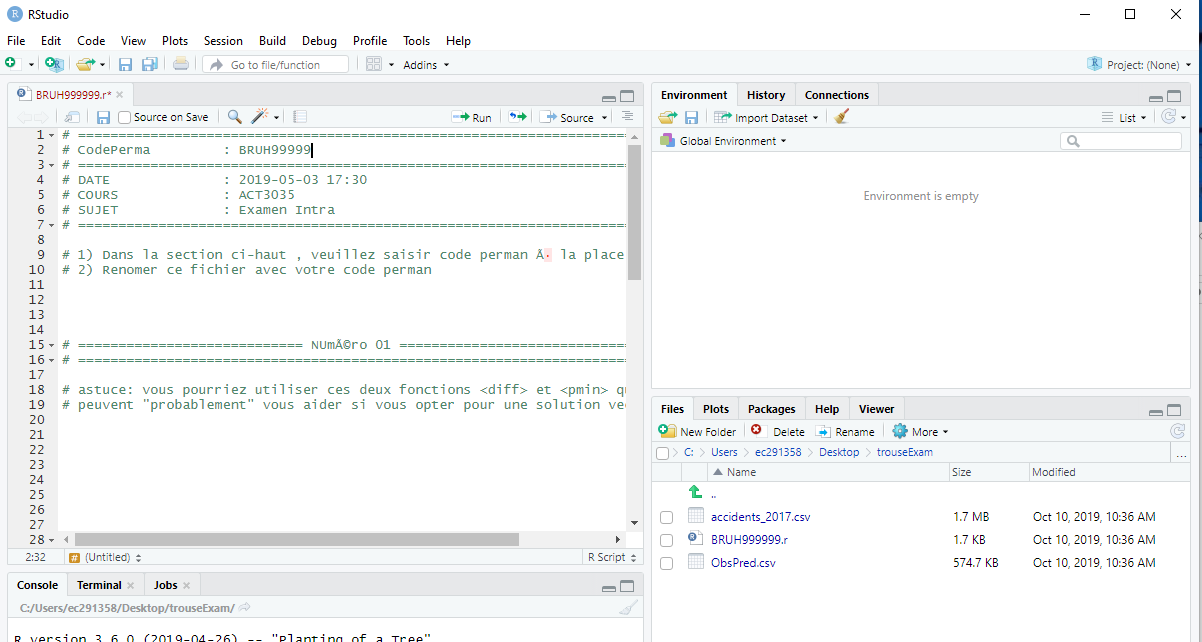 RStudio
File Edit Code View Plots Session Build Debug Profile Tools Help
Go to file/function Addins Project: (None)
BRUH99999.r*
Source on Save Run Source
1 # ====================================================================
2 # CodePerma : BRUH99999
3 # ====================================================================
4 # DATE : 2019-05-03 17:30
5 # COURS : ACT3035
6 # SUJET : Examen Intra
7 # ====================================================================
8
9 # 1) Dans la section ci-haut , veuillez saisir code perman Ã la place
10 # 2) Renomer ce fichier avec votre code perman
11
12
13
14
15 # ============================ NUmÃ©ro 01 ============================
16 # ====================================================================
17
18 # astuce: vous pourriez utiliser ces deux fonctions <diff> et <pmin> qu
19 # peuvent "probablement" vous aider si vous opter pour une solution vec
20
21
22
23
24
25
26
27
28
2:32 # (Untitled) R Script
Console Terminal Jobs
C:/Users/ec291358/Desktop/trouseExam/
R version 3.6.0 (2019-04-26) -- "Planting of a Tree"
Environment History Connections
Import Dataset List
Global Environment
Environment is empty
Files Plots Packages Help Viewer
New Folder Delete Rename More
C: Users ec291358 Desktop trouseExam ...
Name Size Modified
..
accidents_2017.csv 1.7 MB Oct 10, 2019, 10:36 AM
BRUH999999.r 1.7 KB Oct 10, 2019, 10:36 AM
ObsPred.csv 574.7 KB Oct 10, 2019, 10:36 AM